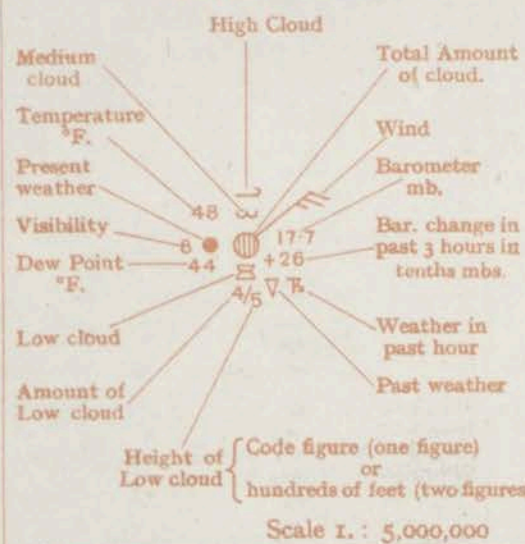 High Cloud
Medium
cloud
Total Amount
of cloud.
Temperature
°F.
Wind
Present
weather
Barometer
mb.
48
Visibility
6
17·7
Bar. change in
past 3 hours in
tenths mbs.
Dew Point
°F.
44
+26
4/5
Low cloud
Weather in
past hour
Amount of
Low cloud
Past weather
Height of
Low cloud
Code figure (one figure)
or
hundreds of feet (two figures
Scale 1. : 5,000,000